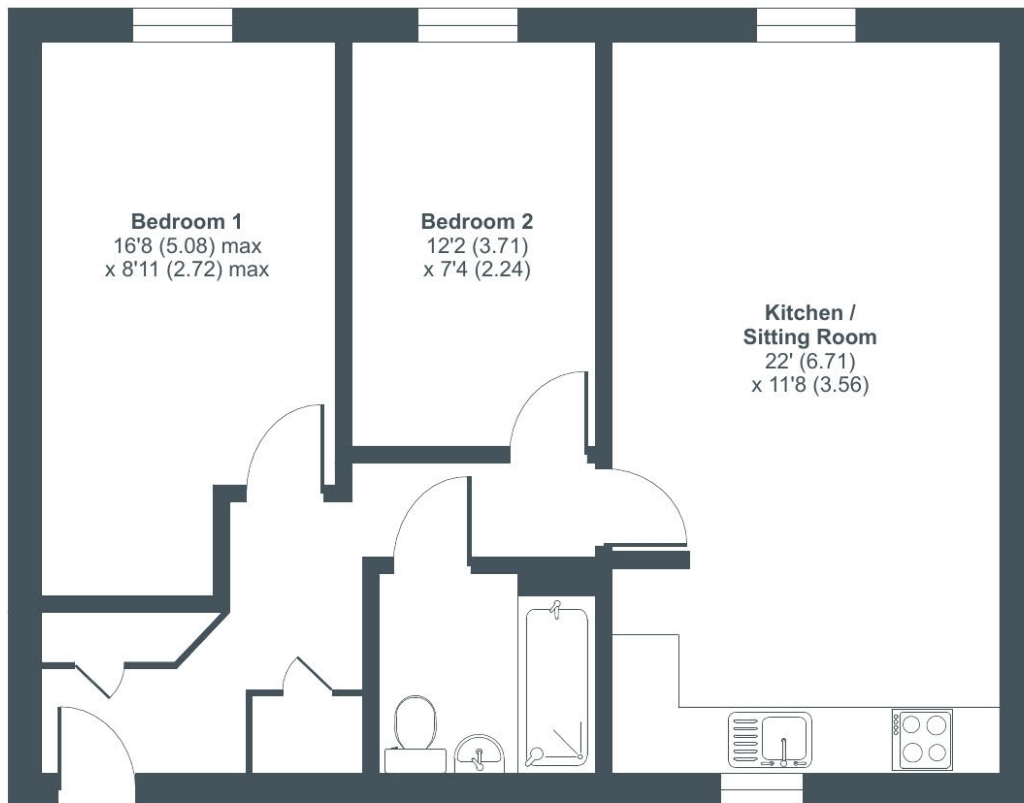 Bedroom 1
16'8 (5.08) max
x 8'11 (2.72) max
Bedroom 2
12'2 (3.71)
x 7'4 (2.24)
Kitchen /
Sitting Room
22' (6.71)
x 11'8 (3.56)